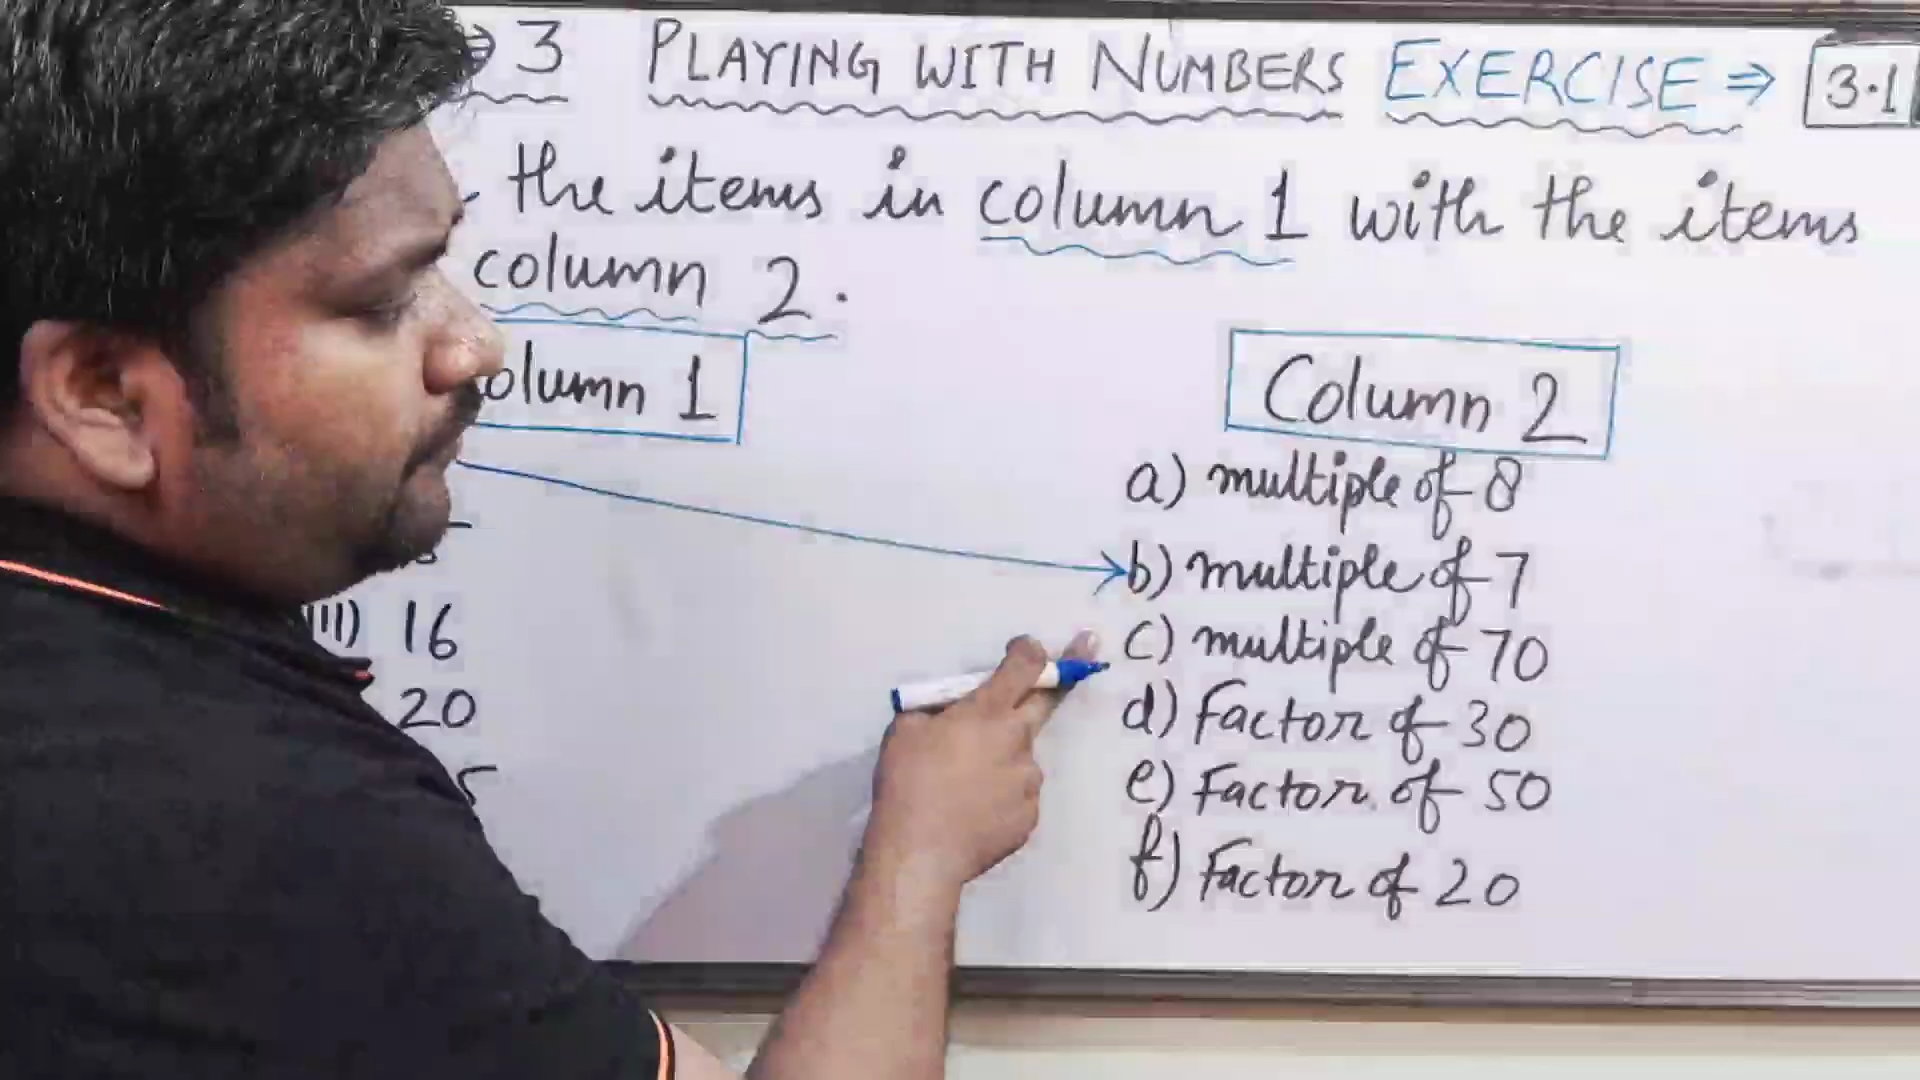 3 PLAYING WITH NUMBERS EXERCISE ⇒ 3.1
the items in column 1 with the items
column 2.
olumn 1
Column 2
a) multiple of 8
b) multiple of 7
iii) 16
c) multiple of 70
20
d) Factor of 30
5
e) Factor of 50
f) Factor of 20